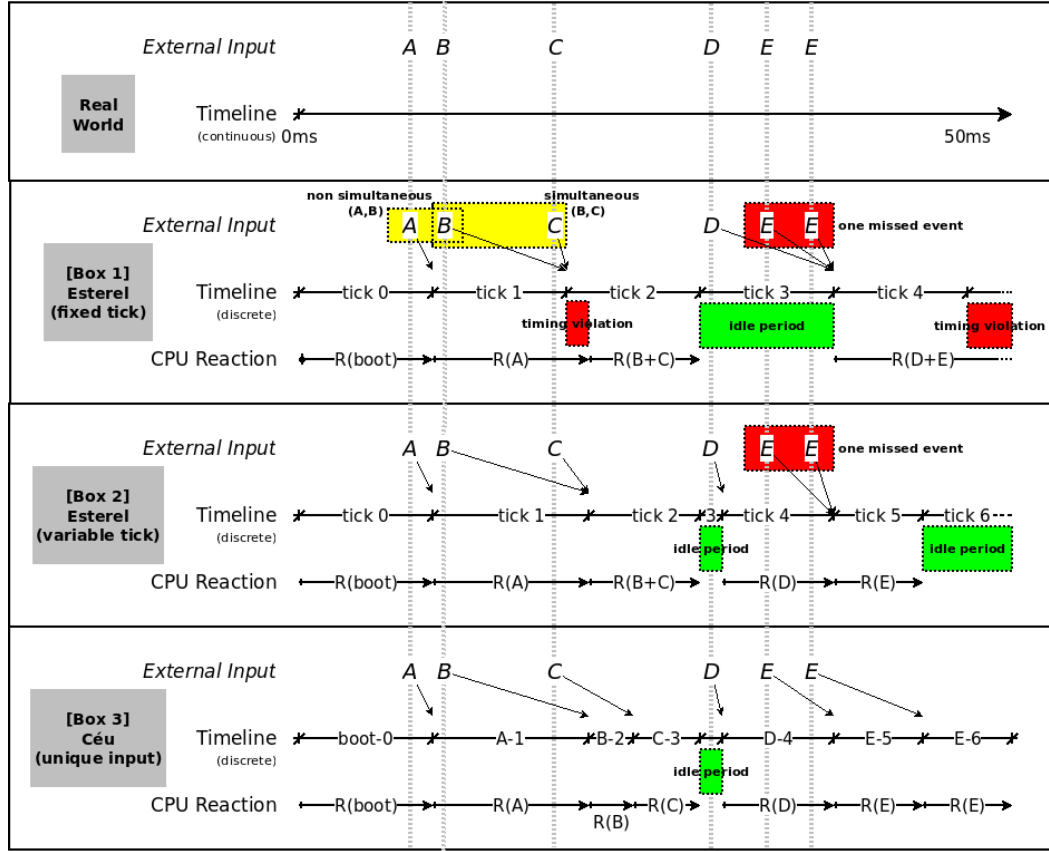 External Input A B C D E E
Real
World
Timeline
(continuous) 0ms 50ms
non simultaneous
(A,B)
simultaneous
(B,C)
External Input A B C D E E one missed event
[Box 1]
Esterel
(fixed tick)
Timeline tick 0 tick 1 tick 2 tick 3 tick 4
(discrete)
timing violation idle period timing violation
CPU Reaction R(boot) R(A) R(B+C) R(D+E)
External Input A B C D E E one missed event
[Box 2]
Esterel
(variable tick)
Timeline tick 0 tick 1 tick 2 3 tick 4 tick 5 tick 6
(discrete)
idle period idle period
CPU Reaction R(boot) R(A) R(B+C) R(D) R(E)
External Input A B C D E E
[Box 3]
Céu
(unique input)
Timeline boot-0 A-1 B-2 C-3 D-4 E-5 E-6
(discrete)
idle period
CPU Reaction R(boot) R(A) R(B) R(C) R(D) R(E) R(E)